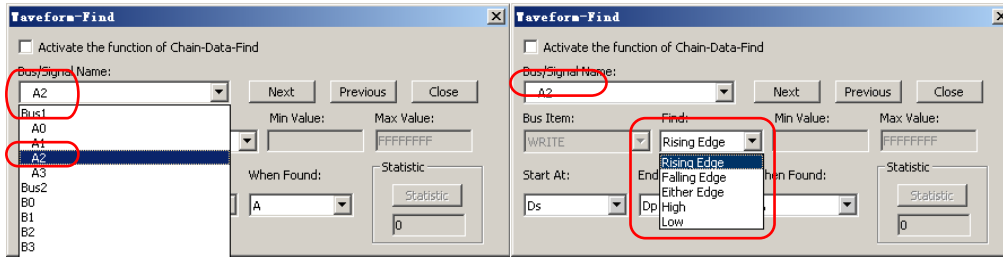 Waveform-Find
Activate the function of Chain-Data-Find
Bus/Signal Name:
A2
Next Previous Close
Bus1
A0
A1
A2
A3
Bus2
B0
B1
B2
B3
Min Value: Max Value:
FFFFFFFF
When Found: Statistic
A Statistic
0
Waveform-Find
Activate the function of Chain-Data-Find
Bus/Signal Name:
A2 Next Previous Close
Bus Item: Find: Min Value: Max Value:
WRITE Rising Edge FFFFFFFF
Rising Edge
Falling Edge
Either Edge
High
Low
Start At: hen Found: Statistic
Ds Dp Statistic
0